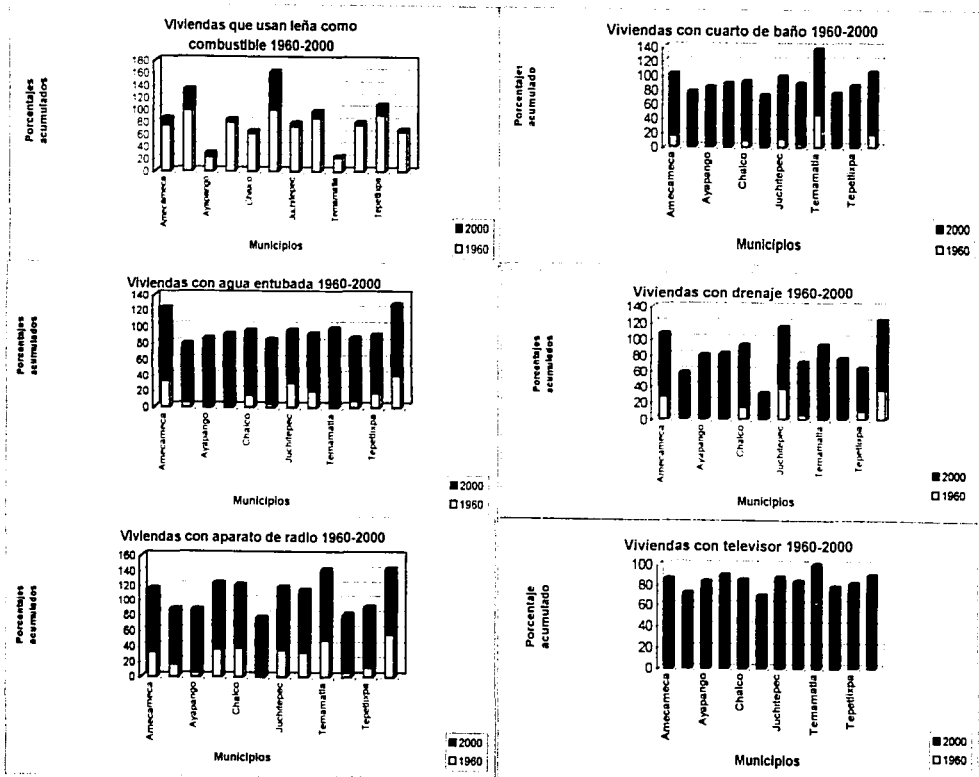 Viviendas que usan leña como
combustible 1960-2000
Porcentajes
acumulados
180
160
140
120
100
80
60
40
20
0
Amecameca
Ayapango
Chalco
Juchitepec
Temamatla
Tepetlixpa
Municipios
2000
1960
Viviendas con cuarto de baño 1960-2000
Porcentaje
acumulado
140
120
100
80
60
40
20
0
Amecameca
Ayapango
Chalco
Juchitepec
Temamatla
Tepetlixpa
Municipios
2000
1960
Viviendas con agua entubada 1960-2000
Porcentajes
acumulados
140
120
100
80
60
40
20
0
Amecameca
Ayapango
Chalco
Juchitepec
Temamatla
Tepetlixpa
Municipios
2000
1960
Viviendas con drenaje 1960-2000
Porcentajes
acumulados
140
120
100
80
60
40
20
0
Amecameca
Ayapango
Chalco
Juchitepec
Temamatla
Tepetlixpa
Municipios
2000
1960
Viviendas con aparato de radio 1960-2000
Porcentajes
acumulados
160
140
120
100
80
60
40
20
0
Amecameca
Ayapango
Chalco
Juchitepec
Temamatla
Tepetlixpa
Municipios
2000
1960
Viviendas con televisor 1960-2000
Porcentaje
acumulado
100
80
60
40
20
0
Amecameca
Ayapango
Chalco
Juchitepec
Temamatla
Tepetlixpa
Municipios
2000
1960